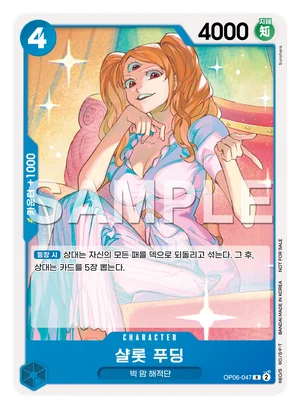 4
4000
지혜
知
카운터 +1000
SAMPLE
등장 시 상대는 자신의 모든 패를 덱으로 되돌리고 섞는다. 그 후,
상대는 카드를 5장 뽑는다.
CHARACTER
샬롯 푸딩
빅 맘 해적단
OP06-047 R 2
BANDAI MADE IN KOREA NOT FOR SALE